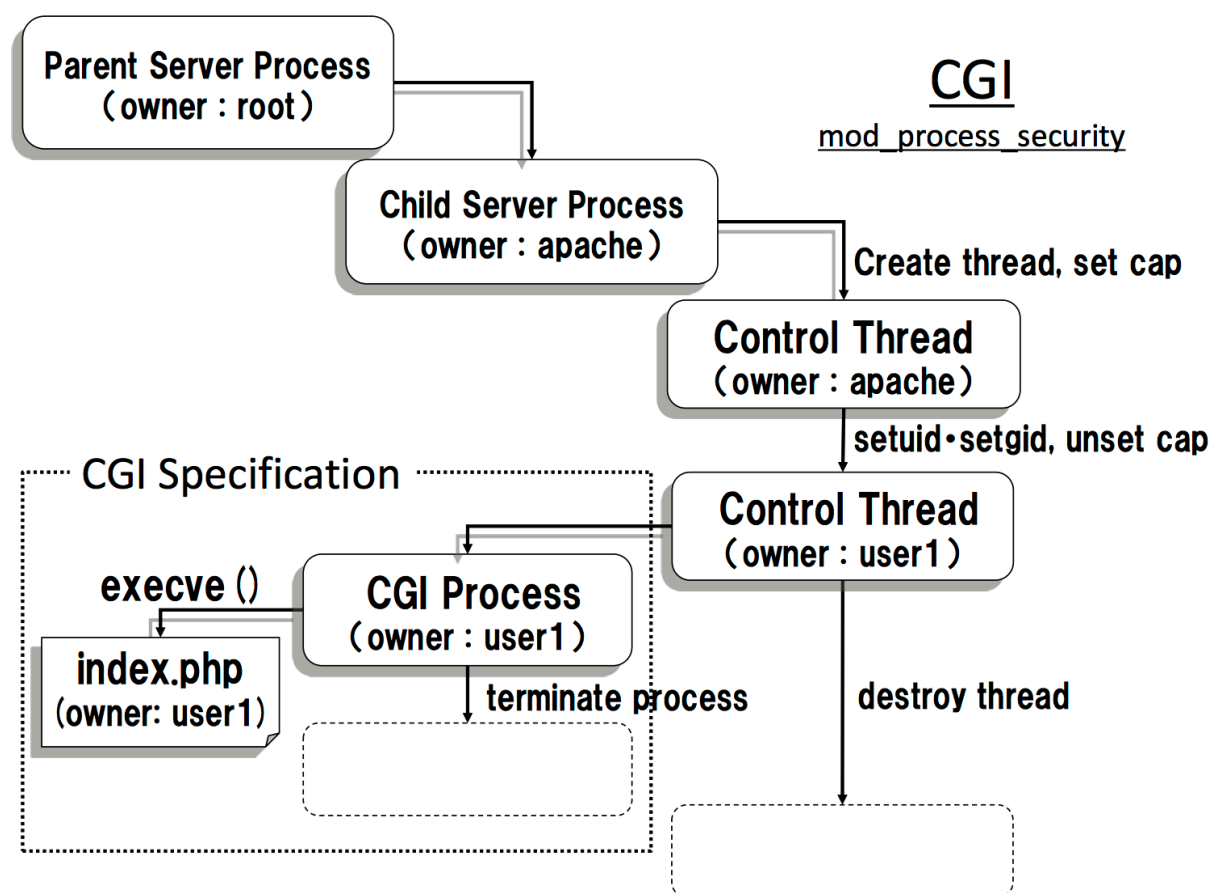 Parent Server Process
(owner : root)
CGI
mod_process_security
Child Server Process
(owner : apache)
Create thread, set cap
Control Thread
(owner : apache)
setuid・setgid, unset cap
CGI Specification
Control Thread
(owner : user1)
execve ()
CGI Process
(owner : user1)
index.php
(owner: user1)
terminate process
destroy thread